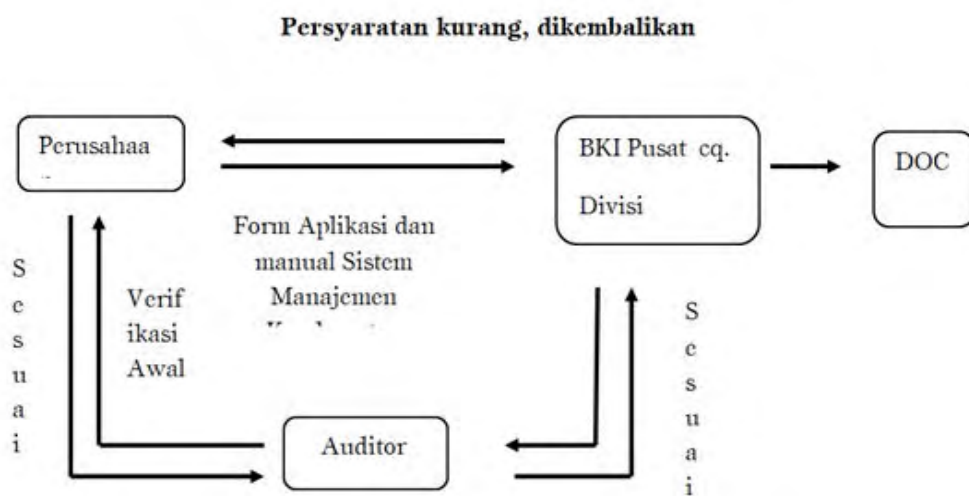 Persyaratan kurang, dikembalikan
Perusahaa
BKI Pusat cq.
Divisi
DOC
Form Aplikasi dan
manual Sistem
Manajemen
S
e
s
u
a
i
Verif
ikasi
Awal
S
e
s
u
a
i
Auditor